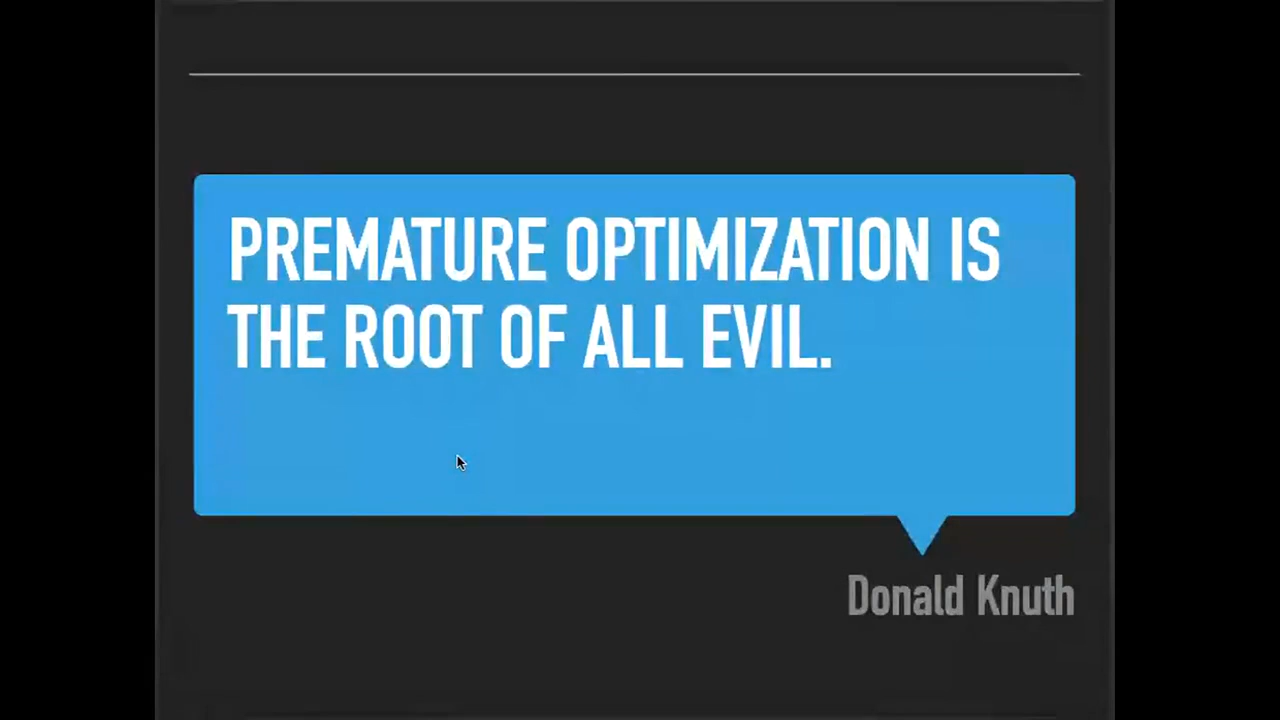 PREMATURE OPTIMIZATION IS
THE ROOT OF ALL EVIL.
Donald Knuth